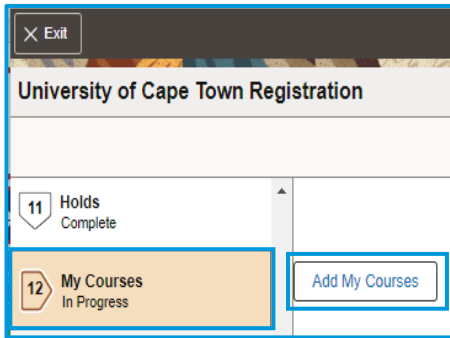 Exit
University of Cape Town Registration
11 Holds
Complete
12 My Courses
In Progress
Add My Courses